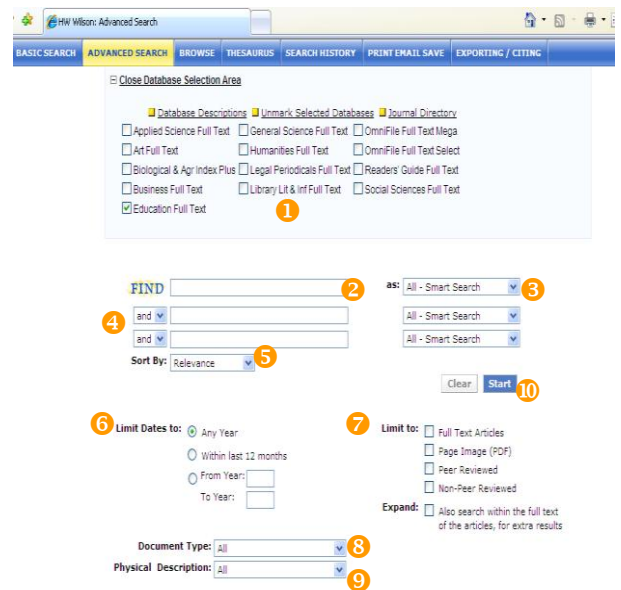 HW Wilson: Advanced Search
BASIC SEARCH ADVANCED SEARCH BROWSE THESAURUS SEARCH HISTORY PRINT EMAIL SAVE EXPORTING / CITING
Close Database Selection Area
Database Descriptions Unmark Selected Databases Journal Directory
Applied Science Full Text General Science Full Text OmniFile Full Text Mega
Art Full Text Humanities Full Text OmniFile Full Text Select
Biological & Agr Index Plus Legal Periodicals Full Text Readers' Guide Full Text
Business Full Text Library Lit & Inf Full Text Social Sciences Full Text
Education Full Text 1
FIND 2 as: All - Smart Search 3
4 and All - Smart Search
and All - Smart Search
Sort By: Relevance 5
Clear Start 10
6 Limit Dates to: Any Year 7 Limit to: Full Text Articles
Within last 12 months Page Image (PDF)
From Year: Peer Reviewed
To Year: Non-Peer Reviewed
Expand: Also search within the full text
of the articles, for extra results
Document Type: All 8
Physical Description: All 9